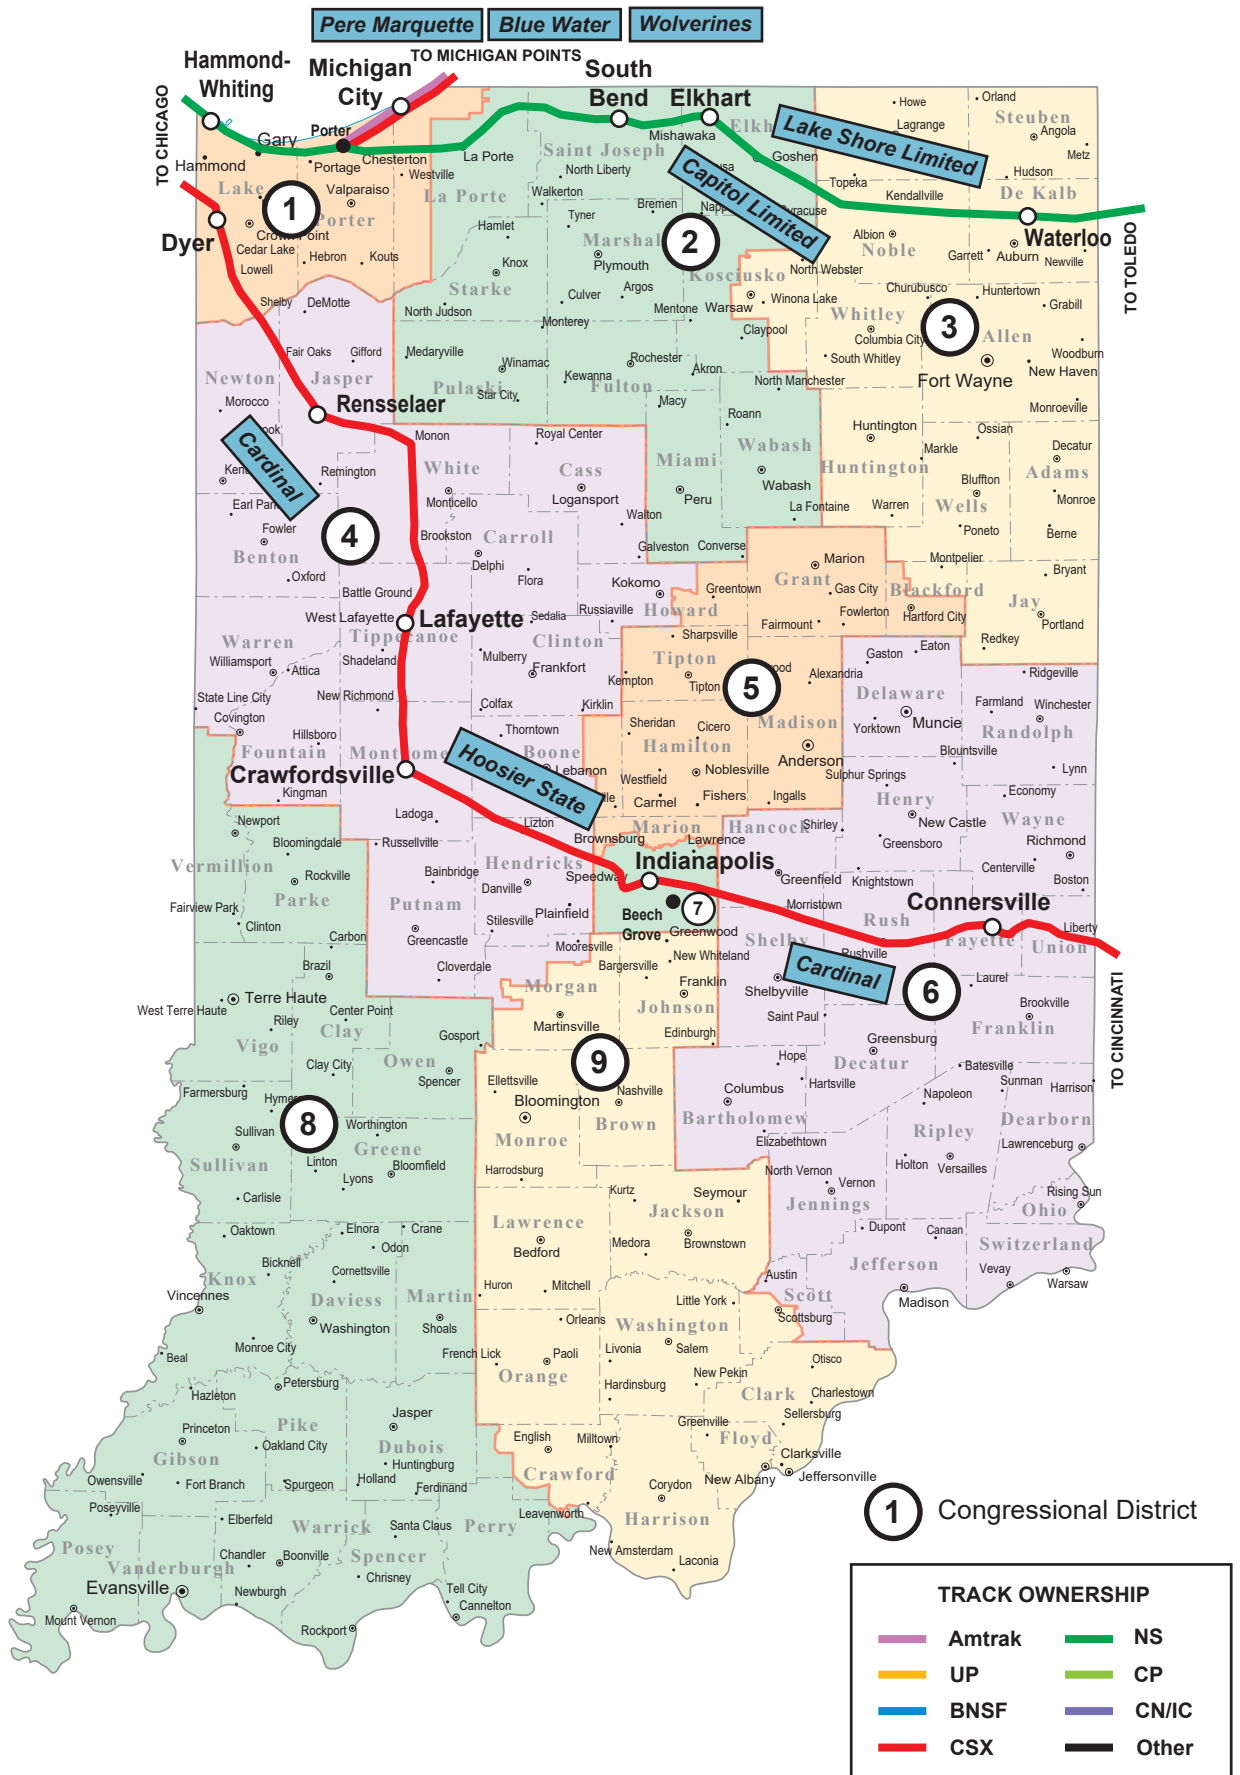 Pere Marquette
Blue Water
Wolverines
TO MICHIGAN POINTS
Hammond-
Whiting
Michigan
City
South
Bend
Elkhart
TO CHICAGO
Porter
Gary
Hammond
Portage
Chesterton
Westville
La Porte
Valparaiso
Lake
Porter
1
Crown Point
Cedar Lake
Lowell
Hebron
Kouts
Dyer
Shelby
DeMotte
La Porte
Saint Joseph
Mishawaka
North Liberty
Walkerton
Tyner
Bremen
Hamlet
Marshal
2
Plymouth
Knox
Starke
Culver
Argos
North Judson
Monterey
Mentone
Warsaw
Kosciusko
Winona Lake
Claypool
Syracuse
North Webster
Capitol Limited
Lake Shore Limited
Howe
Orland
Lagrange
Steuben
Angola
Metz
Goshen
Topeka
Kendallville
Hudson
De Kalb
Waterloo
TO TOLEDO
Albion
Noble
Garrett
Auburn
Newville
Churubusco
Huntertown
Grabill
Whitley
Columbia City
3
Allen
South Whitley
Woodburn
New Haven
Fort Wayne
Monroeville
Fair Oaks
Gifford
Medaryville
Winamac
Rochester
Newton
Jasper
Pulaski
Star City
Kewanna
Fulton
Akron
North Manchester
Morocco
Rensselaer
Macy
Roann
Huntington
Ossian
Markle
Decatur
Cardinal
Monon
Royal Center
Wabash
Huntington
Adams
Remington
White
Cass
Miami
Wabash
Bluffton
Monroe
Monticello
Logansport
Peru
La Fontaine
Warren
Wells
Earl Park
Walton
Poneto
Berne
Fowler
4
Brookston
Carroll
Benton
Delphi
Galveston
Converse
Montpelier
Bryant
Oxford
Flora
Marion
Kokomo
Grant
Blackford
Battle Ground
Greentown
Gas City
West Lafayette
Lafayette
Sedalia
Russiaville
Howard
Fowlerton
Hartford City
Jay
Portland
Fairmount
Warren
Tippecanoe
Clinton
Sharpsville
Redkey
Shadeland
Mulberry
Tipton
Eaton
Gaston
Williamsport
Attica
Frankfort
Kempton
Tipton
5
Alexandria
Ridgeville
State Line City
New Richmond
Colfax
Kirklin
Delaware
Farmland
Winchester
Covington
Sheridan
Cicero
Madison
Yorktown
Muncie
Randolph
Hillsboro
Thorntown
Hamilton
Fountain
Boone
Lebanon
Westfield
Noblesville
Anderson
Blountsville
Crawfordsville
Hoosier State
Sulphur Springs
Lynn
Kingman
Carmel
Fishers
Ingalls
Henry
Economy
Ladoga
Lizton
Marion
Hancock
Shirley
New Castle
Wayne
Newport
Brownsburg
Lawrence
Greensboro
Richmond
Bloomingdale
Russellville
Hendricks
Indianapolis
Vermillion
Rockville
Bainbridge
Danville
Speedway
Greenfield
Knightstown
Centerville
Boston
Parke
Putnam
Plainfield
Beech
Grove
7
Morristown
Connersville
Fairview Park
Clinton
Stilesville
Greenwood
Rush
Fayette
Liberty
Union
Greencastle
Mooresville
Shelby
Rushville
Carbon
New Whiteland
Cardinal
Brazil
Cloverdale
Bargersville
6
Laurel
TO CINCINNATI
West Terre Haute
Terre Haute
Morgan
Franklin
Shelbyville
Brookville
Johnson
Center Point
Martinsville
Saint Paul
Franklin
Riley
Clay
Gosport
Edinburgh
Greensburg
Vigo
Owen
9
Hope
Decatur
Batesville
Clay City
Spencer
Ellettsville
Nashville
Columbus
Hartsville
Sunman
Harrison
Farmersburg
Bloomington
Napoleon
8
Worthington
Monroe
Brown
Bartholomew
Ripley
Dearborn
Sullivan
Greene
Elizabethtown
Lawrenceburg
Sullivan
Linton
Bloomfield
Harrodsburg
North Vernon
Holton
Versailles
Lyons
Vernon
Carlisle
Kurtz
Seymour
Jennings
Rising Sun
Ohio
Lawrence
Jackson
Oaktown
Elnora
Crane
Dupont
Canaan
Odon
Bedford
Medora
Brownstown
Switzerland
Bicknell
Cornettsville
Jefferson
Vevay
Warsaw
Knox
Huron
Mitchell
Austin
Vincennes
Daviess
Martin
Little York
Scott
Madison
Washington
Shoals
Orleans
Washington
Scottsburg
Monroe City
French Lick
Paoli
Livonia
Salem
Beal
Orange
New Pekin
Otisco
Petersburg
Hazleton
Hardinsburg
Clark
Charlestown
Princeton
Pike
Jasper
Greenville
Sellersburg
Oakland City
Dubois
English
Milltown
Floyd
Gibson
Huntingburg
Clarksville
Owensville
Fort Branch
Spurgeon
Holland
Ferdinand
Crawford
Corydon
New Albany
Jeffersonville
Poseyville
Elberfeld
Leavenworth
Harrison
Warrick
Santa Claus
Perry
Posey
Chandler
Boonville
Spencer
New Amsterdam
Vanderburgh
Chrisney
Laconia
Evansville
Newburgh
Tell City
Mount Vernon
Cannelton
Rockport
1 Congressional District
TRACK OWNERSHIP
Amtrak
NS
UP
CP
BNSF
CN/IC
CSX
Other